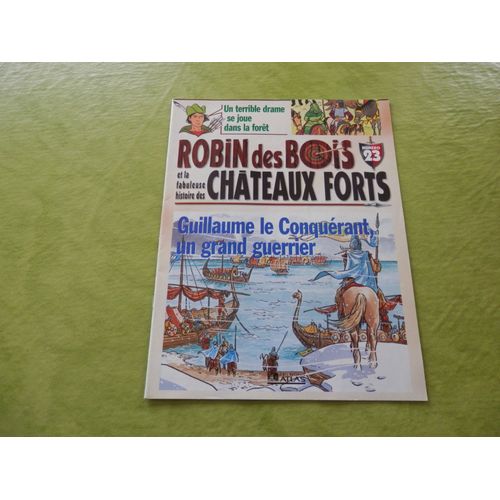 Un terrible drame
se joue
dans la forêt
ROBIN des BOIS
NUMÉRO
23
et la
fabuleuse
histoire des
CHÂTEAUX FORTS
Guillaume le Conquérant,
un grand guerrier
ATLAS